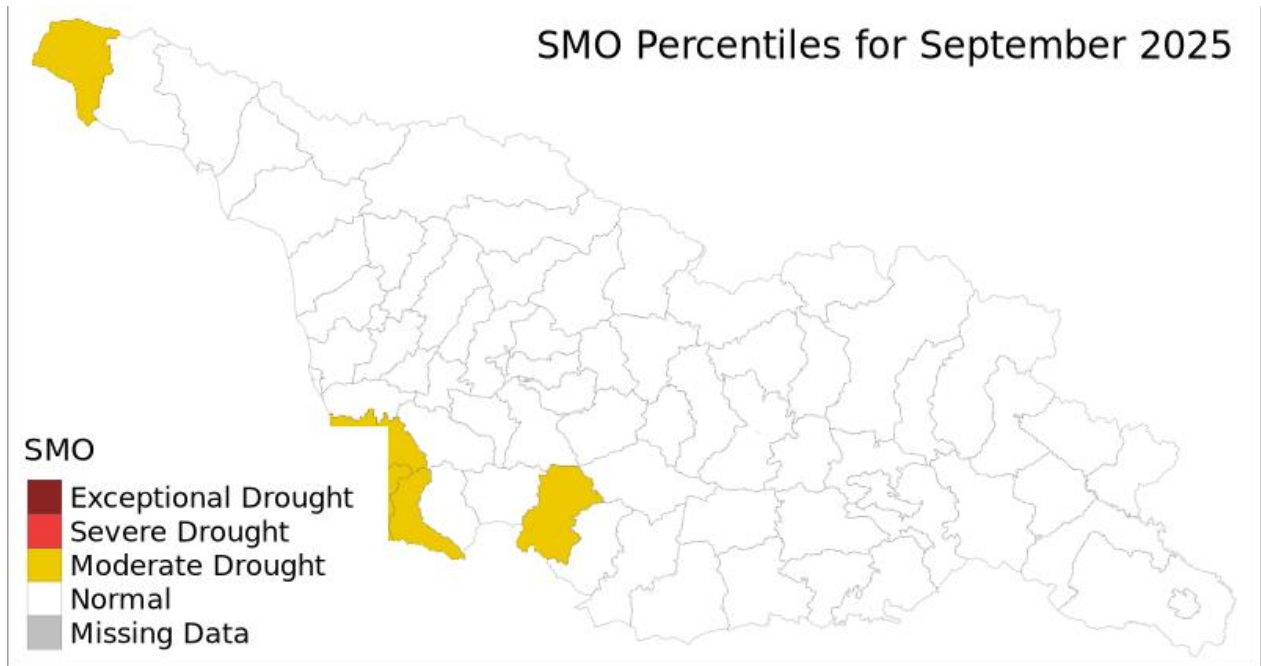 SMO Percentiles for September 2025
SMO
Exceptional Drought
Severe Drought
Moderate Drought
Normal
Missing Data